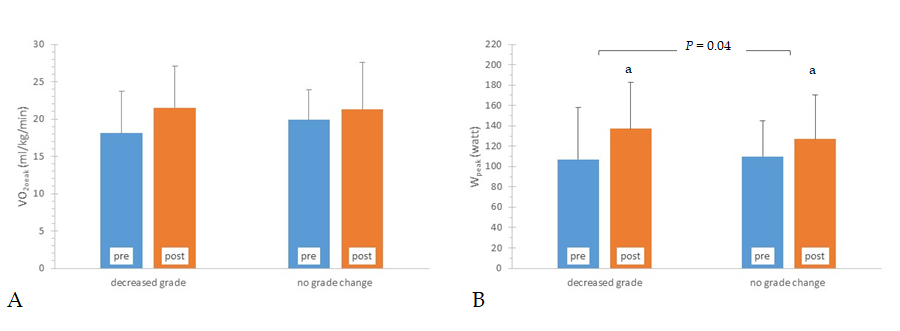 30
25
20
15
10
5
0
VO2peak (ml/kg/min)
pre
post
pre
post
decreased grade
no grade change
A
220
200
180
160
140
120
100
80
60
40
20
0
Wpeak (watt)
P = 0.04
a
a
pre
post
pre
post
decreased grade
no grade change
B